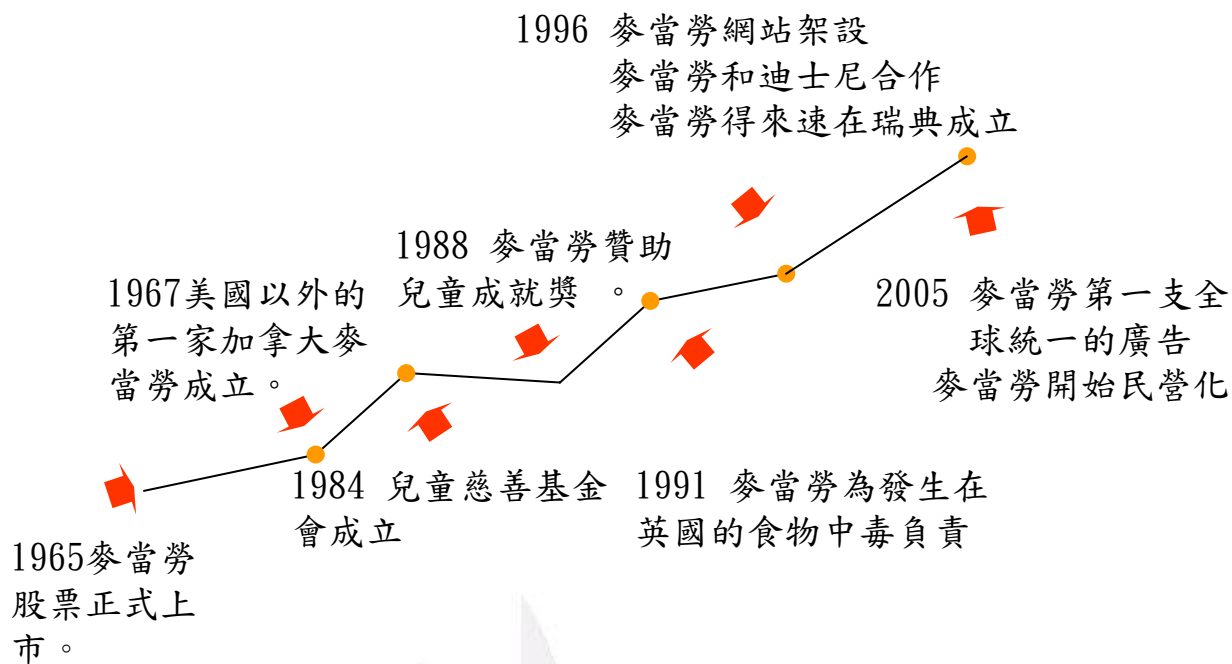 1996 麥當勞網站架設
麥當勞和迪士尼合作
麥當勞得來速在瑞典成立
1988 麥當勞贊助
兒童成就獎 。
1967美國以外的
第一家加拿大麥
當勞成立。
2005 麥當勞第一支全
球統一的廣告
麥當勞開始民營化
1984 兒童慈善基金
會成立
1991 麥當勞為發生在
英國的食物中毒負責
1965麥當勞
股票正式上
市。